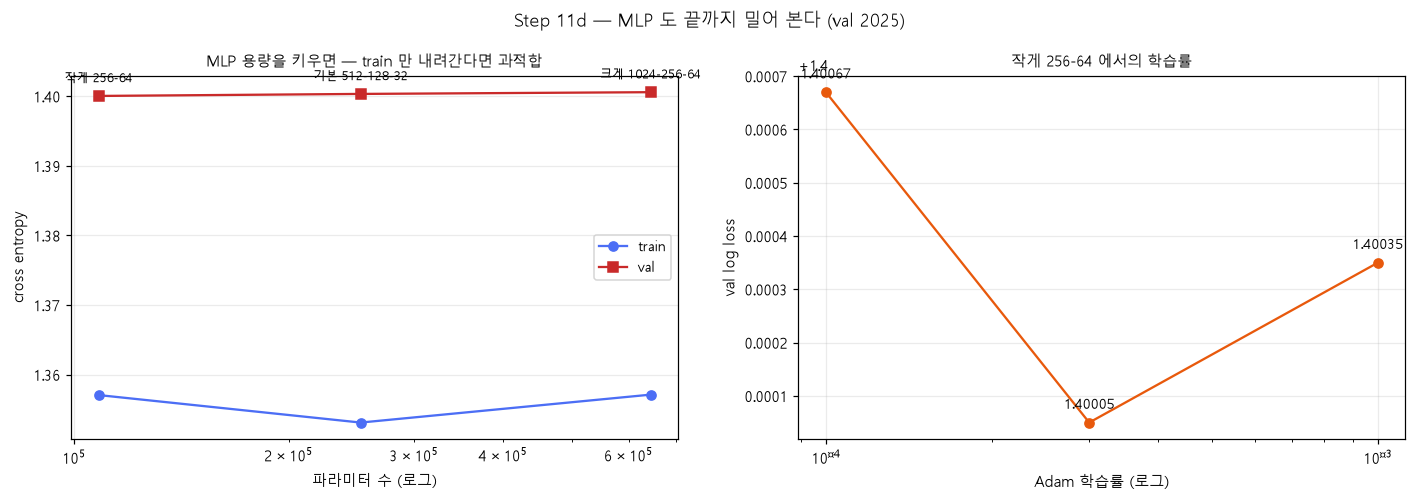 Step 11d — MLP 도 끝까지 밀어 본다 (val 2025)
MLP 용량을 키우면 — train 만 내려간다면 과적합
작게 256-64
기본 512-128-32
크게 1024-256-64
1.40
1.39
1.38
1.37
1.36
cross entropy
train
val
10⁵
2 × 10⁵
3 × 10⁵
4 × 10⁵
6 × 10⁵
파라미터 수 (로그)
작게 256-64 에서의 학습률
+1.4
1.40067
0.0007
0.0006
0.0005
0.0004
0.0003
0.0002
0.0001
val log loss
1.40035
1.40005
10¤⁴
10¤³
Adam 학습률 (로그)